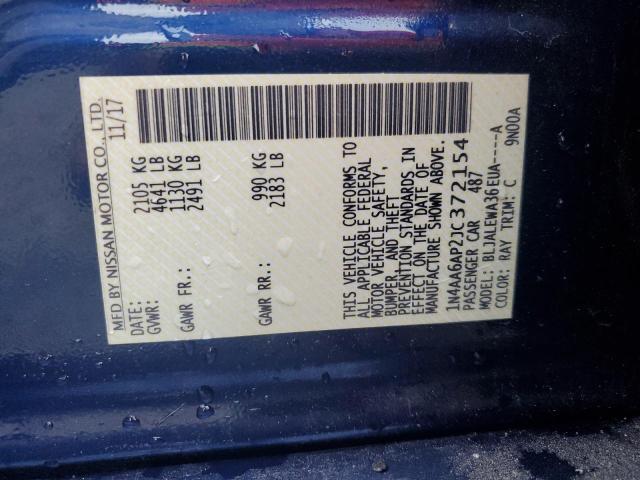 MFD BY NISSAN MOTOR CO., LTD.
DATE: 11/17
GVWR: 2105 KG
4641 LB
GAWR FR.: 1130 KG
2491 LB
GAWR RR.: 990 KG
2183 LB
THIS VEHICLE CONFORMS TO
ALL APPLICABLE FEDERAL
MOTOR VEHICLE SAFETY,
BUMPER, AND THEFT
PREVENTION STANDARDS IN
EFFECT ON THE DATE OF
MANUFACTURE SHOWN ABOVE.
1N4AA6AP2JC372154
PASSENGER CAR 487
MODEL: BLJALEWA36EUA----A
COLOR: RAY TRIM: C 9N00A